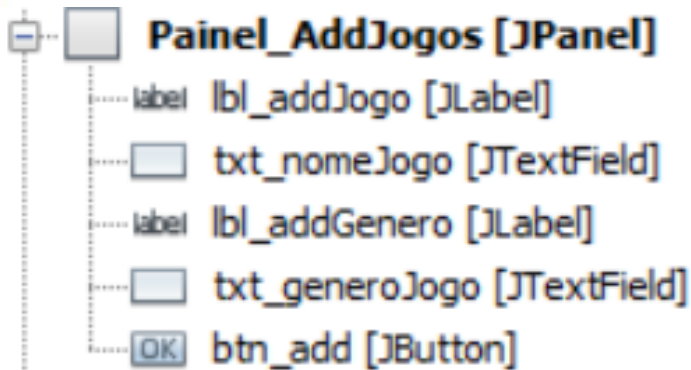 Painel_AddJogos [JPanel]
label lbl_addJogo [JLabel]
txt_nomeJogo [JTextField]
label lbl_addGenero [JLabel]
txt_generoJogo [JTextField]
OK btn_add [JButton]